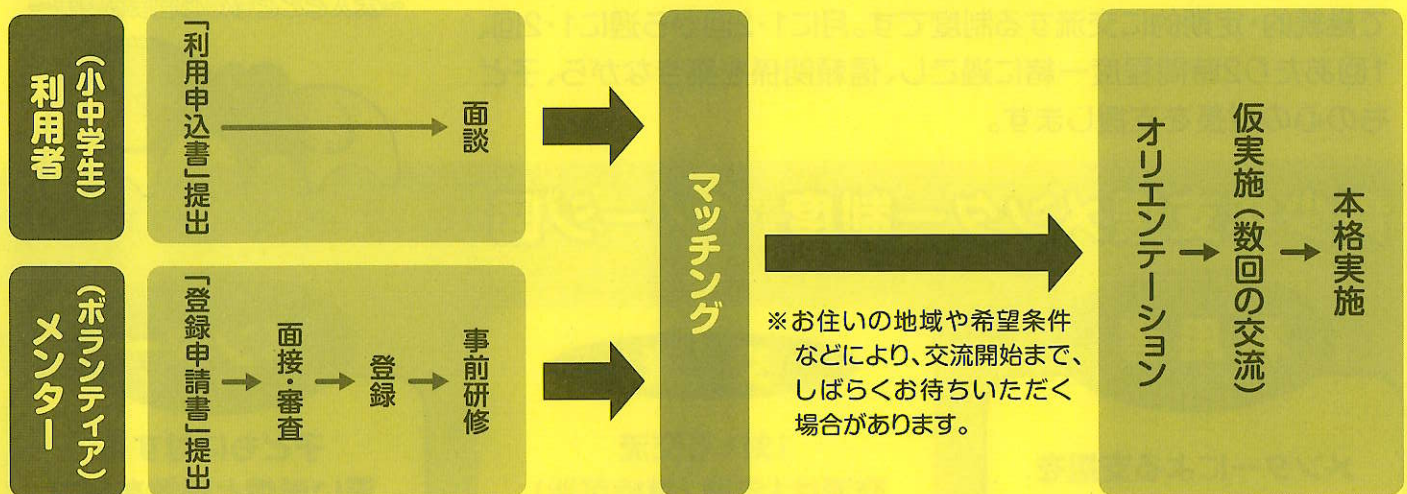 利用者
(小中学生)
「利用申込書」提出
面談
メンター
(ボランティア)
「登録申請書」提出
面接・審査
登録
事前研修
マッチング
※お住いの地域や希望条件
などにより、交流開始まで、
しばらくお待ちいただく
場合があります。
オリエンテーション
仮実施(数回の交流)
本格実施